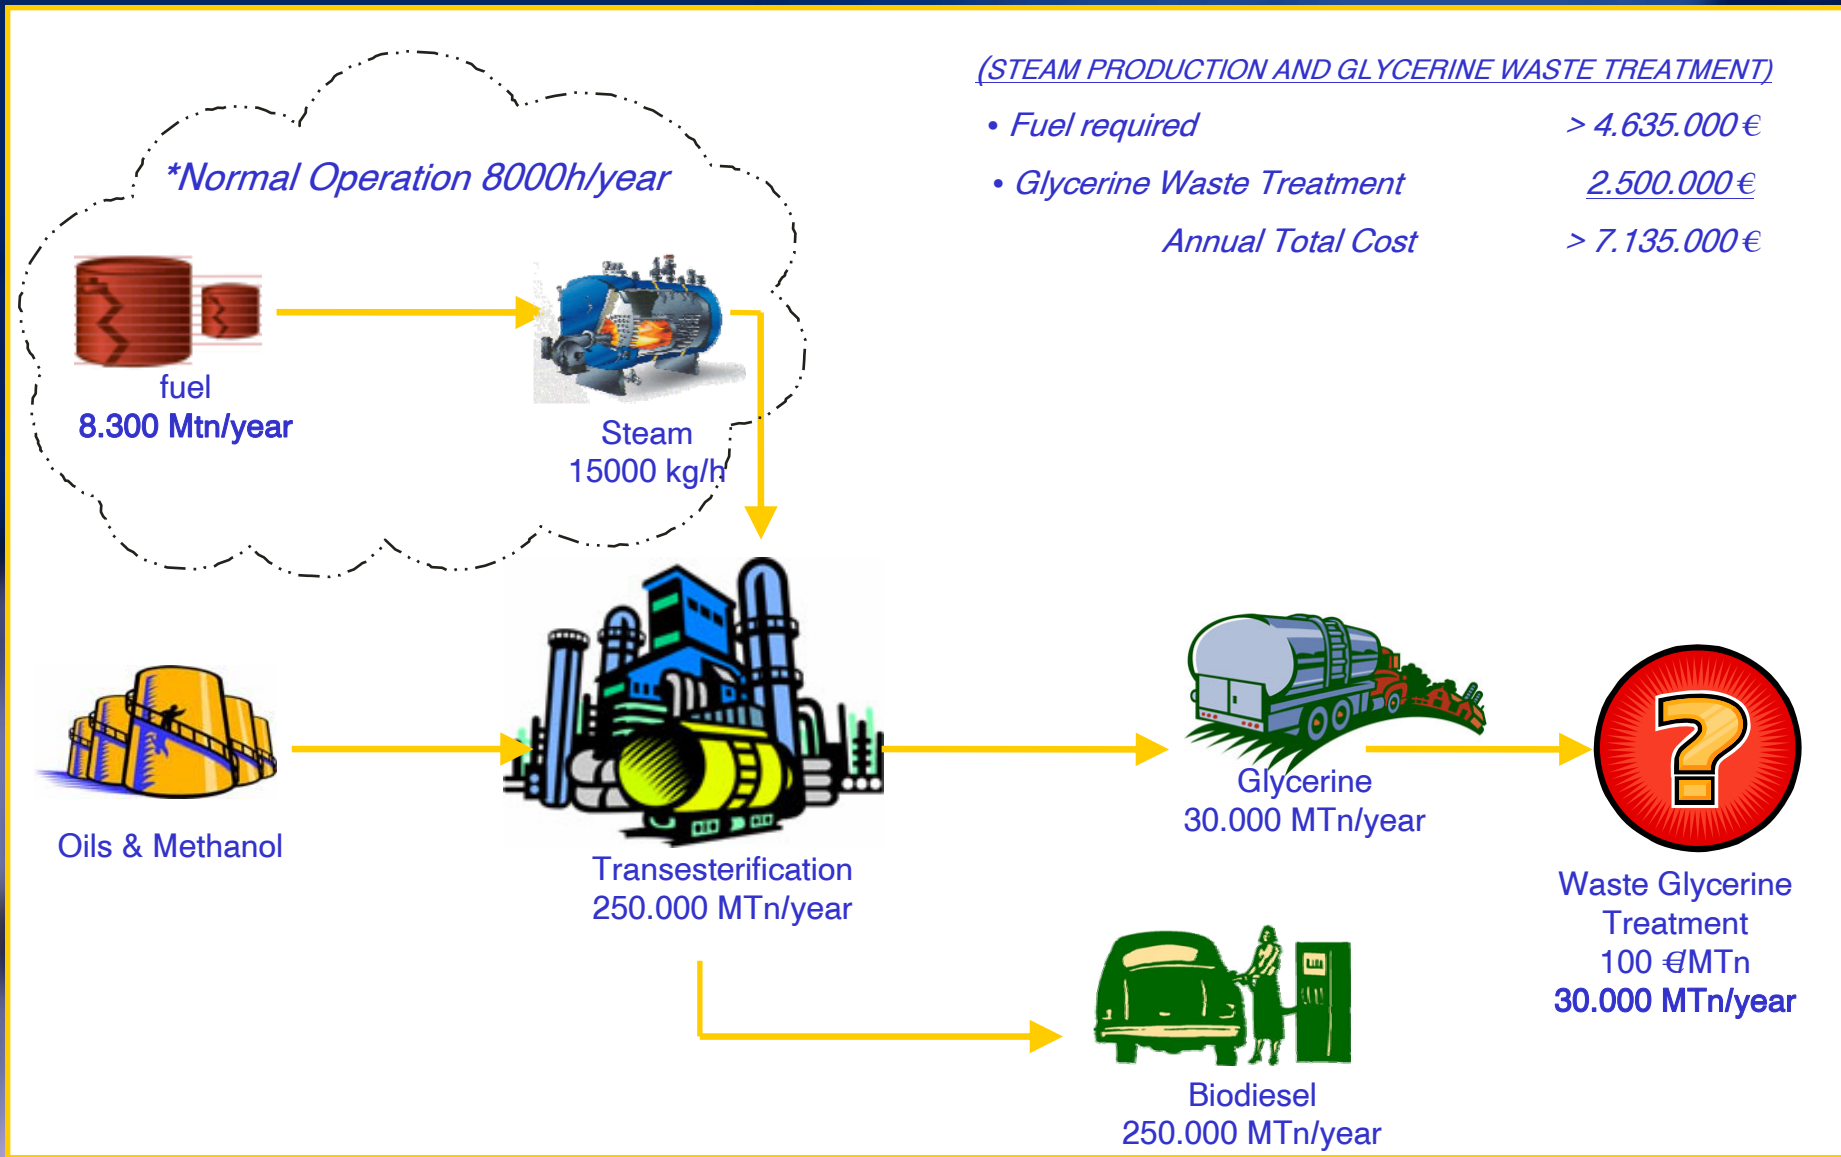 (STEAM PRODUCTION AND GLYCERINE WASTE TREATMENT)
• Fuel required > 4.635.000 €
• Glycerine Waste Treatment 2.500.000 €
Annual Total Cost > 7.135.000 €
*Normal Operation 8000h/year
fuel
8.300 Mtn/year
Steam
15000 kg/h
Oils & Methanol
Transesterification
250.000 MTn/year
Glycerine
30.000 MTn/year
Waste Glycerine
Treatment
100 €/MTn
30.000 MTn/year
Biodiesel
250.000 MTn/year